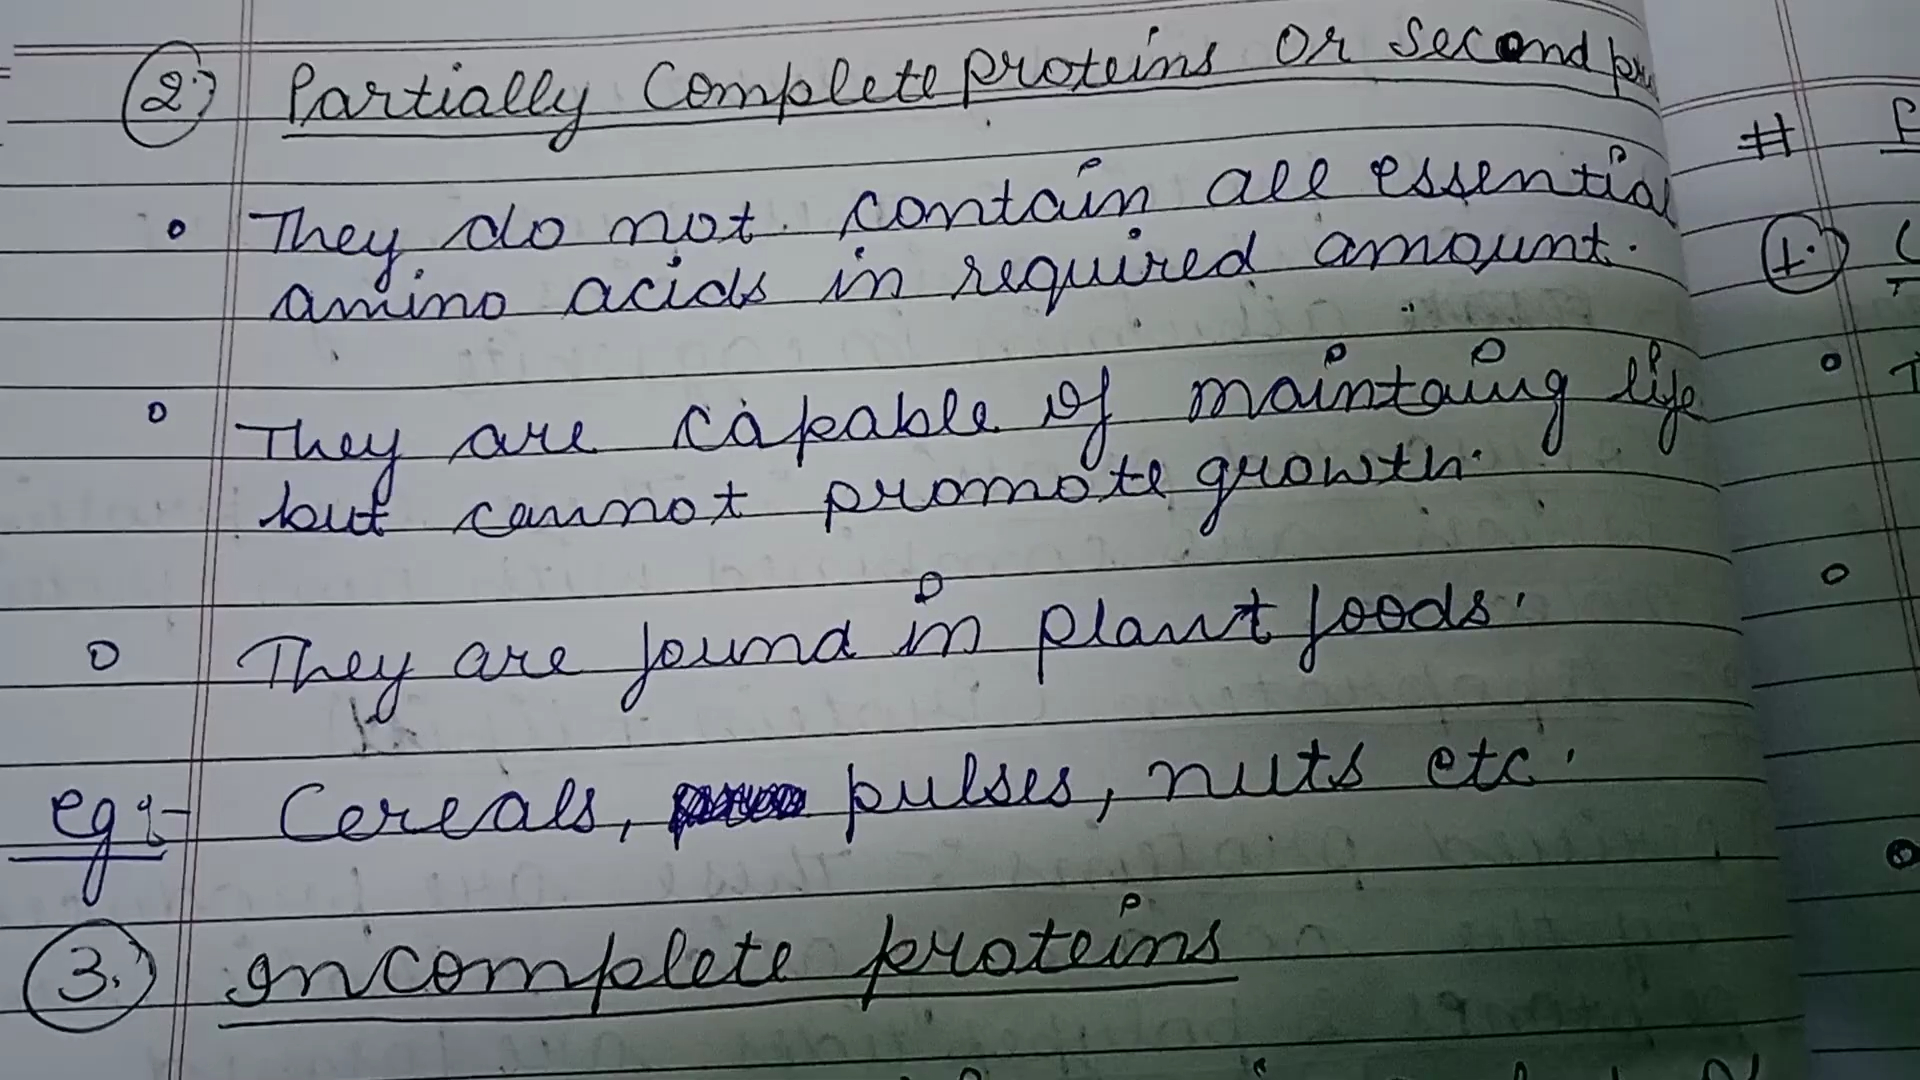 2. Partially Complete proteins or second
• They do not contain all essential
amino acids in required amount.
• They are capable of maintaing life
but cannot promote growth.
• They are found in plant foods.
eg:- Cereals, pulses, nuts etc.
3. Incomplete proteins
#
1.